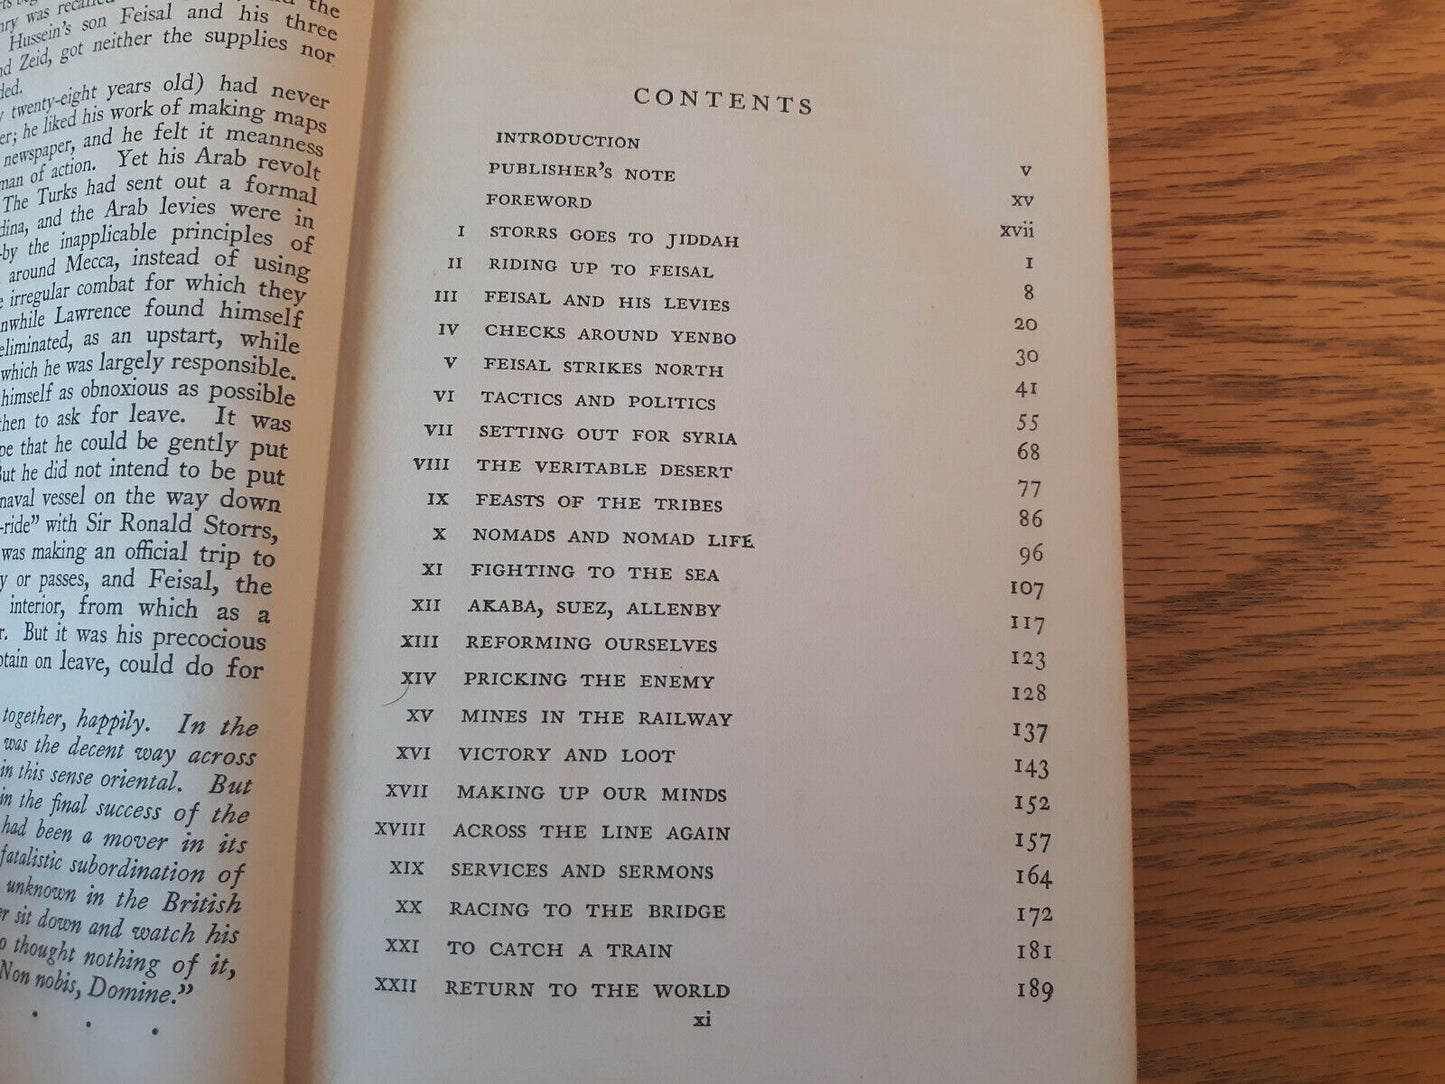 the
was
Hussein's son Feisal and his three
Zeid, got neither the supplies nor
twenty-eight years old) had never
he liked his work of making maps
newspaper, and he felt it meanness
man of action. Yet his Arab revolt
The Turks had sent out a formal
and the Arab levies were in
by the inapplicable principles of
around Mecca, instead of using
irregular combat for which they
Lawrence found himself
eliminated, as an upstart, while
which he was largely responsible.
himself as obnoxious as possible
then to ask for leave. It was
that he could be gently put
But he did not intend to be put
naval vessel on the way down
-ride" with Sir Ronald Storrs,
was making an official trip to
or passes, and Feisal, the
interior, from which as a
But it was his precocious
on leave, could do for
together, happily. In the
was the decent way across
in this sense oriental. But
in the final success of the
had been a mover in its
fatalistic subordination of
unknown in the British
sit down and watch his
thought nothing of it,
Non nobis, Domine."
. . .
CONTENTS
INTRODUCTION
PUBLISHER'S NOTE v
FOREWORD xv
I STORRS GOES TO JIDDAH xvii
II RIDING UP TO FEISAL 1
III FEISAL AND HIS LEVIES 8
IV CHECKS AROUND YENBO 20
V FEISAL STRIKES NORTH 30
VI TACTICS AND POLITICS 41
VII SETTING OUT FOR SYRIA 55
VIII THE VERITABLE DESERT 68
IX FEASTS OF THE TRIBES 77
X NOMADS AND NOMAD LIFE 86
XI FIGHTING TO THE SEA 96
XII AKABA, SUEZ, ALLENBY 107
XIII REFORMING OURSELVES 117
XIV PRICKING THE ENEMY 123
XV MINES IN THE RAILWAY 128
XVI VICTORY AND LOOT 137
XVII MAKING UP OUR MINDS 143
XVIII ACROSS THE LINE AGAIN 152
XIX SERVICES AND SERMONS 157
XX RACING TO THE BRIDGE 164
XXI TO CATCH A TRAIN 172
XXII RETURN TO THE WORLD 181
189
xi